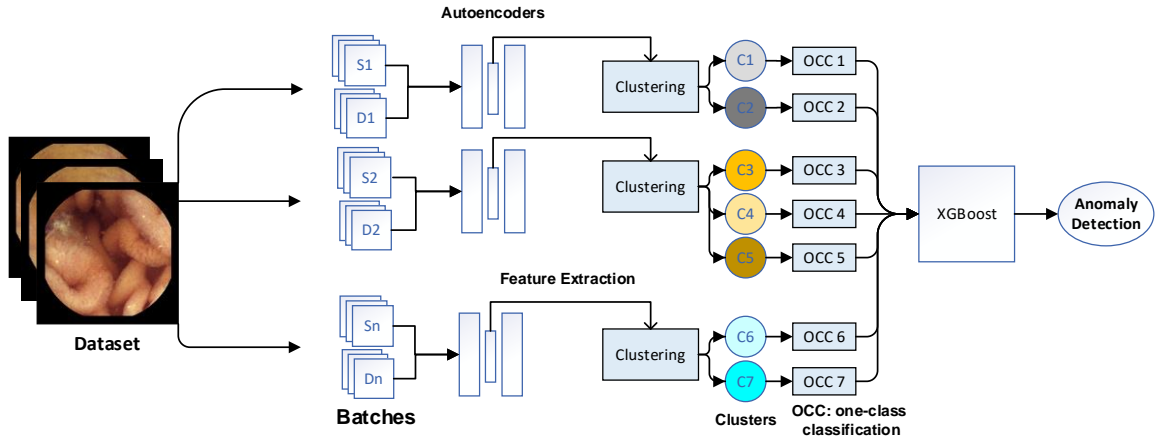 Autoencoders
S1
D1
Clustering
C1
OCC 1
C2
OCC 2
S2
D2
Clustering
C3
OCC 3
C4
OCC 4
C5
OCC 5
XGBoost
Anomaly
Detection
Feature Extraction
Dataset
Sn
Dn
Clustering
C6
OCC 6
C7
OCC 7
Batches
Clusters
OCC: one-class
classification